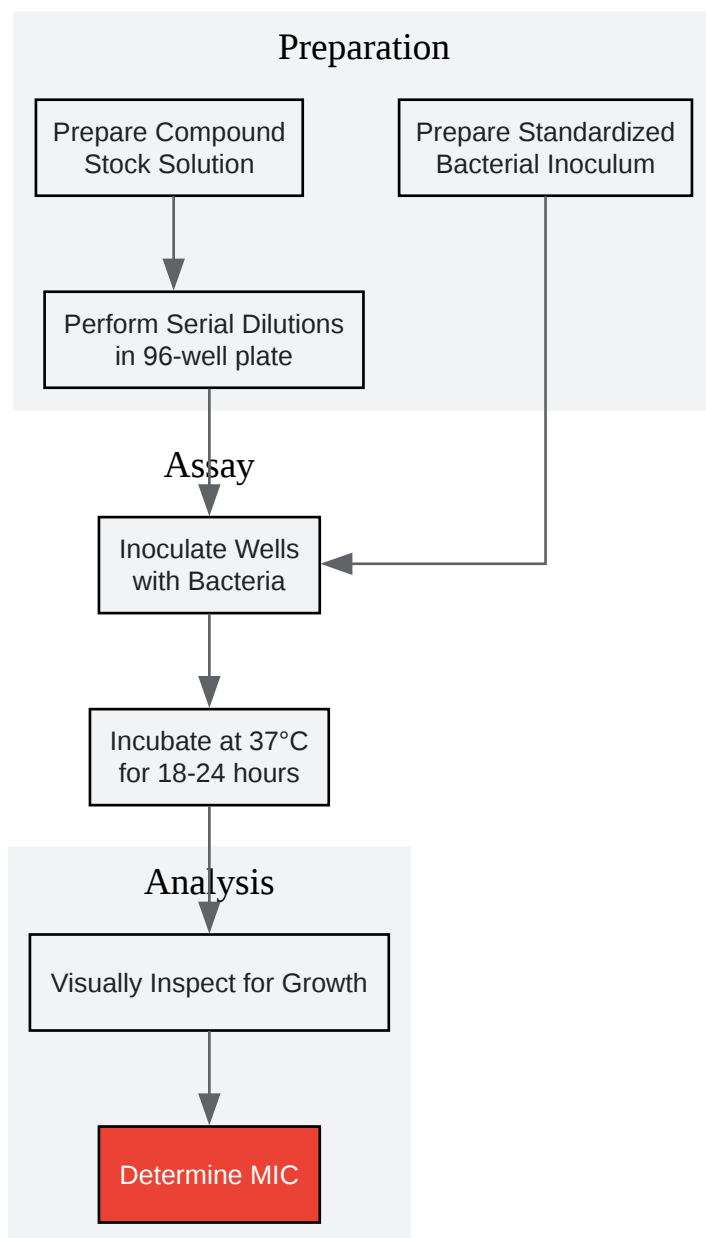 Preparation
Prepare Compound
Stock Solution
Prepare Standardized
Bacterial Inoculum
Perform Serial Dilutions
in 96-well plate
Assay
Inoculate Wells
with Bacteria
Incubate at 37°C
for 18-24 hours
Analysis
Visually Inspect for Growth
Determine MIC